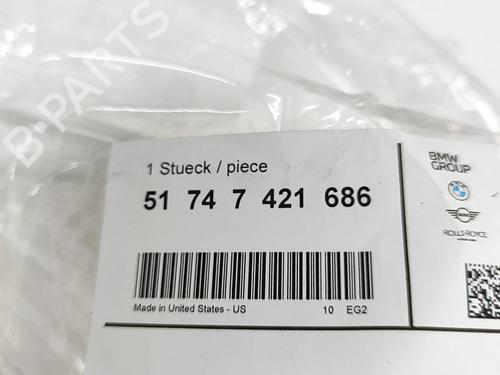 B-PARTS
1 Stueck / piece
51 74 7 421 686
Made in United States - US 10 EG2
BMW
GROUP
ROLLS-ROYCE